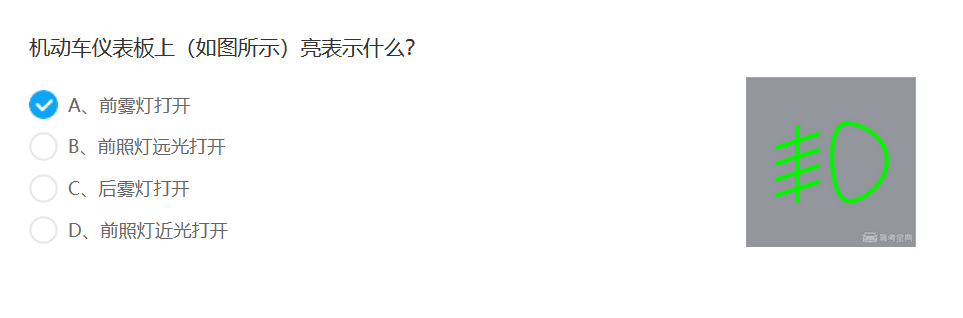 机动车仪表板上（如图所示）亮表示什么?
A、前雾灯打开
B、前照灯远光打开
C、后雾灯打开
D、前照灯近光打开
驾考宝典